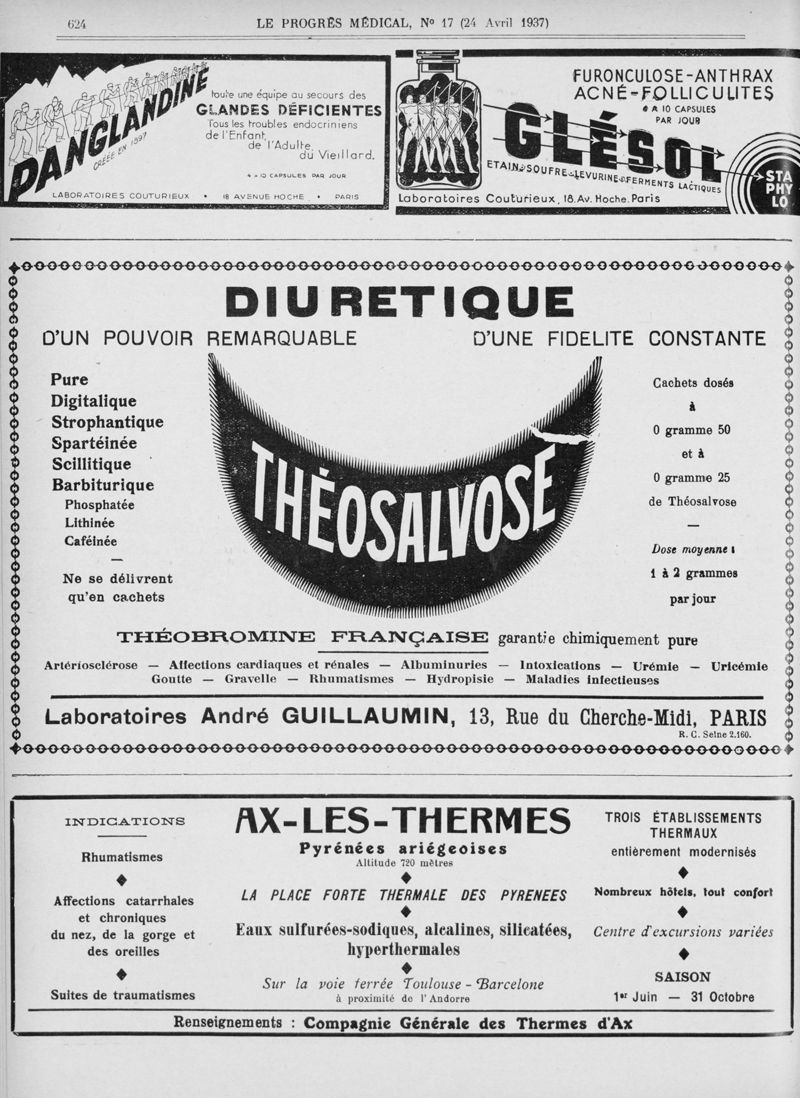 624
LE PROGRÈS MÉDICAL, No 17 (24 Avril 1937)
PANGLANDINE
CRÉÉE EN 1897
toute une équipe au secours des
GLANDES DÉFICIENTES
Tous les troubles endocriniens
de l'Enfant,
de l'Adulte
du Vieillard.
4 A 10 CAPSULES PAR JOUR
LABORATOIRES COUTURIEUX • 18 AVENUE HOCHE • PARIS
FURONCULOSE-ANTHRAX
ACNÉ-FOLLICULITES
6 A 10 CAPSULES
PAR JOUR
GLÉSOL
ETAIN SOUFRE LEVURINE FERMENTS LACTIQUES
STA
PHY
LO
Laboratoires Couturieux, 18, Av. Hoche. Paris
DIURETIQUE
D'UN POUVOIR REMARQUABLE
D'UNE FIDELITE CONSTANTE
Pure
Digitalique
Strophantique
Spartéinée
Scillitique
Barbiturique
Phosphatée
Lithinée
Caféinée
—
Ne se délivrent
qu'en cachets
THÉOSALVOSE
Cachets dosés
à
0 gramme 50
et à
0 gramme 25
de Théosalvose
—
Dose moyenne :
1 à 2 grammes
par jour
THÉOBROMINE FRANÇAISE garantie chimiquement pure
Artériosclérose — Affections cardiaques et rénales — Albuminuries — Intoxications — Urémie — Uricémie
Goutte — Gravelle — Rhumatismes — Hydropisie — Maladies infectieuses
Laboratoires André GUILLAUMIN, 13, Rue du Cherche-Midi, PARIS
R. C. Seine 2.160.
INDICATIONS
Rhumatismes
Affections catarrhales
et chroniques
du nez, de la gorge et
des oreilles
Suites de traumatismes
AX-LES-THERMES
Pyrénées ariégeoises
Altitude 720 mètres
LA PLACE FORTE THERMALE DES PYRENEES
Eaux sulfurées-sodiques, alcalines, silicatées,
hyperthermales
Sur la voie ferrée Toulouse - Barcelone
à proximité de l'Andorre
TROIS ÉTABLISSEMENTS
THERMAUX
entièrement modernisés
Nombreux hôtels, tout confort
Centre d'excursions variées
SAISON
1er Juin — 31 Octobre
Renseignements : Compagnie Générale des Thermes d'Ax